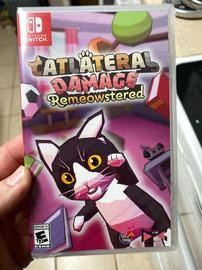 NINTENDO
SWITCH
CATLATERAL
DAMAGE
Remeowstered
E